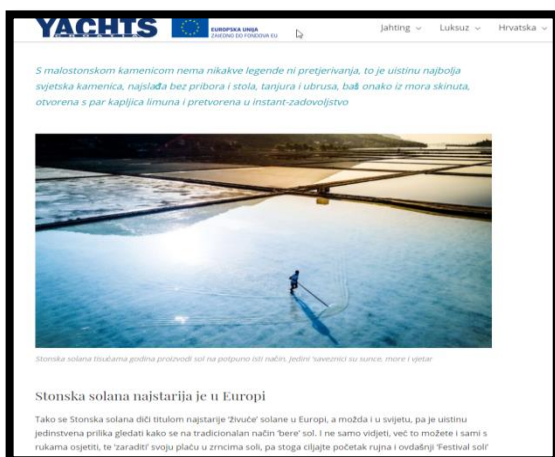 YACHTS
CROATIA
EUROPSKA UNIJA
ZAJEDNO DO FONDOVA EU
Jahting
Luksuz
Hrvatska
S malostonskom kamenicom nema nikakve legende ni pretjerivanja, to je uistinu najbolja
svjetska kamenica, najslađa bez pribora i stola, tanjura i ubrusa, baš onako iz mora skinuta,
otvorena s par kapljica limuna i pretvorena u instant-zadovoljstvo
Stonska solana tisućama godina proizvodi sol na potpuno isti način. Jedini 'saveznici su sunce, more i vjetar
Stonska solana najstarija je u Europi
Tako se Stonska solana diči titulom najstarije 'živuće' solane u Europi, a možda i u svijetu, pa je uistinu
jedinstvena prilika gledati kako se na tradicionalan način 'bere' sol. I ne samo vidjeti, već to možete i sami s
rukama osjetiti, te 'zaraditi' svoju plaću u zrncima soli, pa stoga ciljajte početak rujna i ovdašnji 'Festival soli'